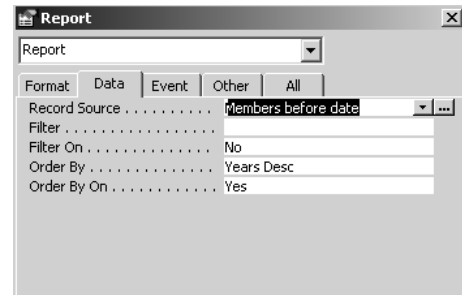 Report
Report
Format Data Event Other All
Record Source . . . . . . . . . . Members before date ...
Filter . . . . . . . . . . . . . . . . .
Filter On . . . . . . . . . . . . . . No
Order By . . . . . . . . . . . . . . Years Desc
Order By On . . . . . . . . . . . . Yes